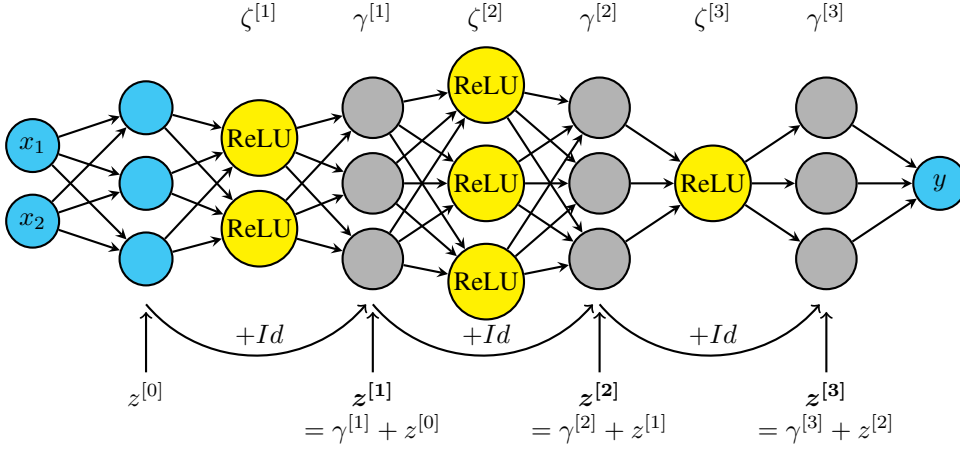 ζ^[1] γ^[1] ζ^[2] γ^[2] ζ^[3] γ^[3]
ReLU
ReLU ReLU
x_1
ReLU ReLU y
x_2
ReLU
ReLU
+Id +Id +Id
z^[0] z^[1] z^[2] z^[3]
= γ^[1] + z^[0] = γ^[2] + z^[1] = γ^[3] + z^[2]